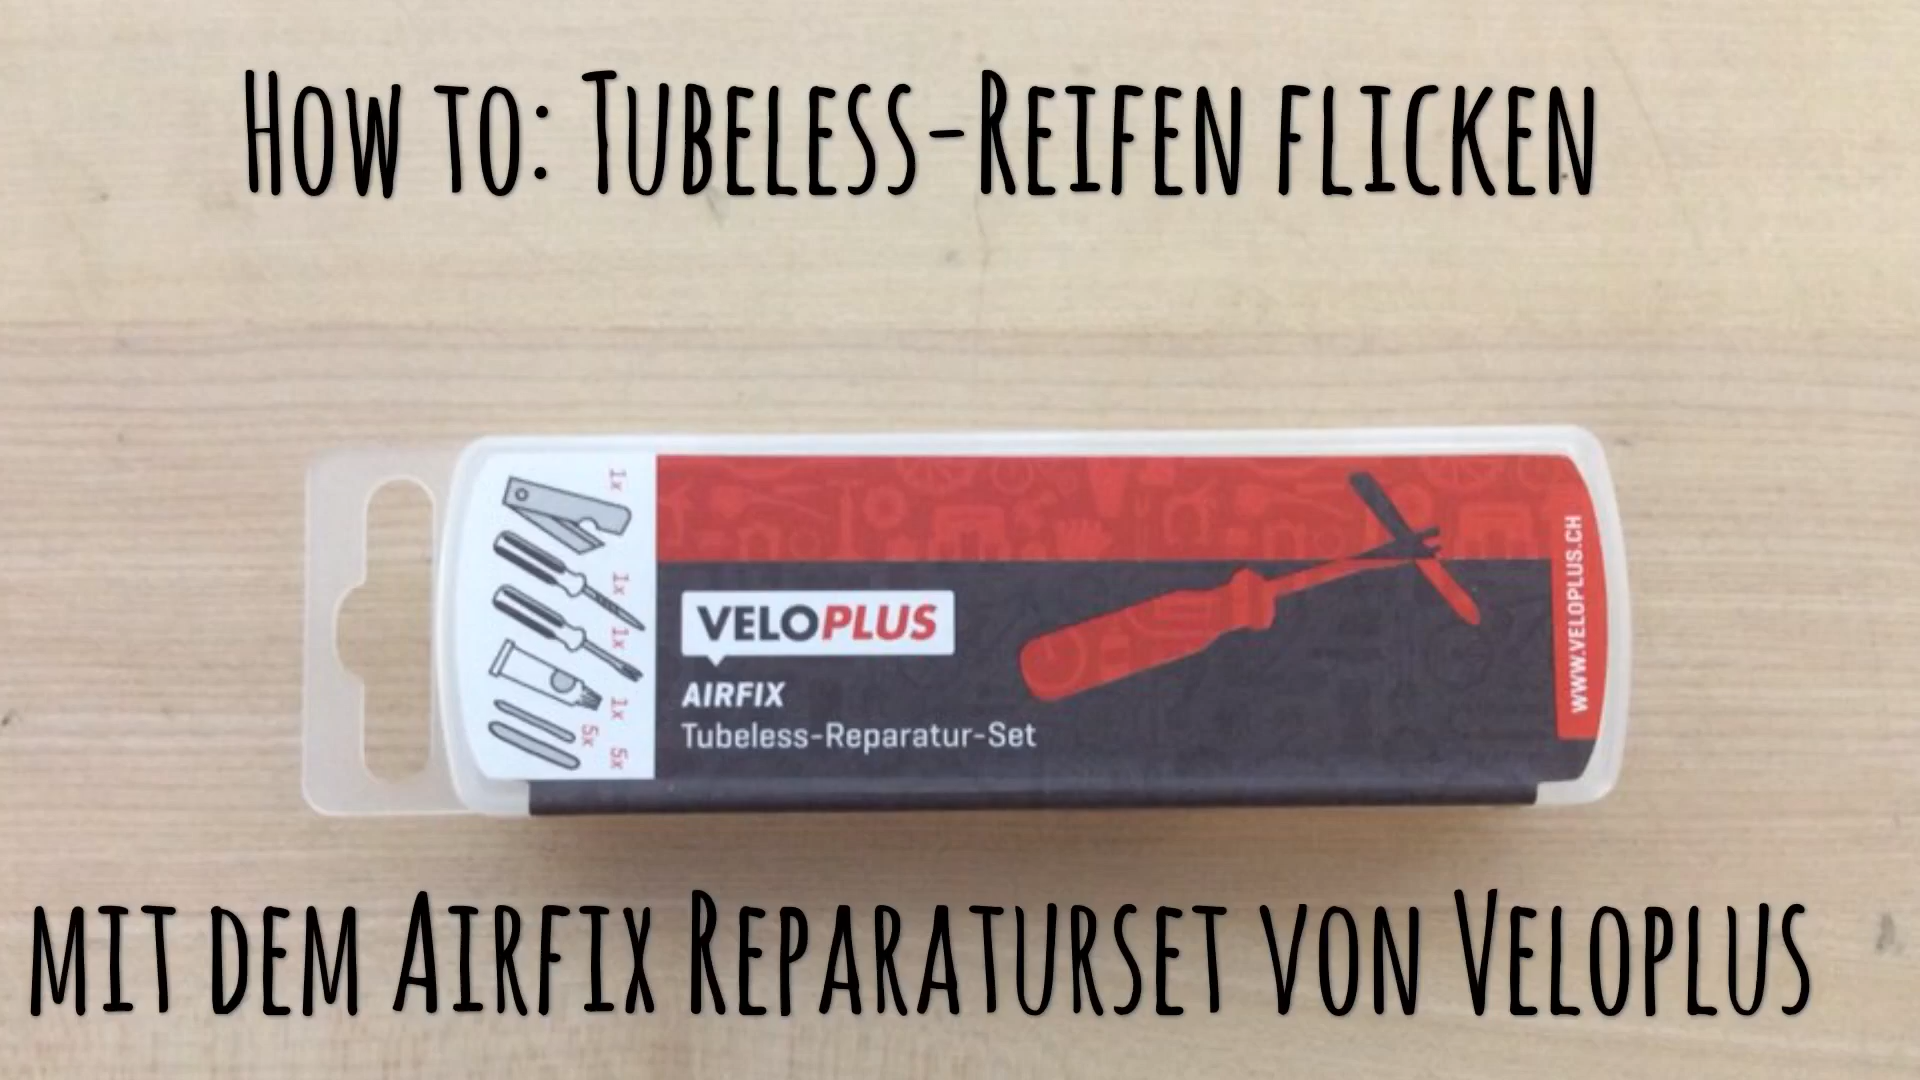 How to: Tubeless-Reifen flicken
1x
1x
1x
1x
5x
5x
VELOPLUS
AIRFIX
Tubeless-Reparatur-Set
WWW.VELOPLUS.CH
mit dem Airfix Reparaturset von Veloplus